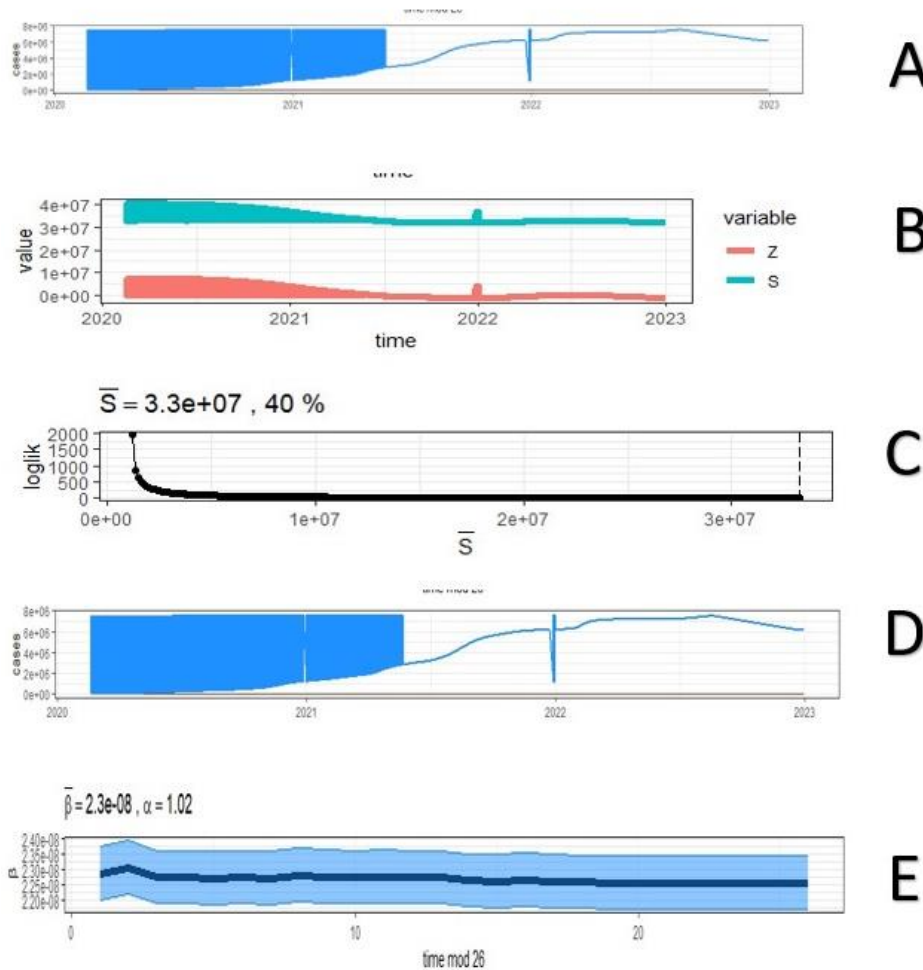 8e+06
6e+06
4e+06
2e+06
0e+00
cases
2020 2021 2022 2023
A
time
4e+07
3e+07
2e+07
1e+07
0e+00
value
2020 2021 2022 2023
time
variable
Z
S
B
S = 3.3e+07 , 40 %
2000
1500
1000
500
0
loglik
0e+00 1e+07 2e+07 3e+07
S
C
8e+06
6e+06
4e+06
2e+06
0e+00
cases
2020 2021 2022 2023
D
β = 2.3e-08 , α = 1.02
2.40e-08
2.35e-08
2.30e-08
2.25e-08
2.20e-08
β
0 10 20
time mod 26
E